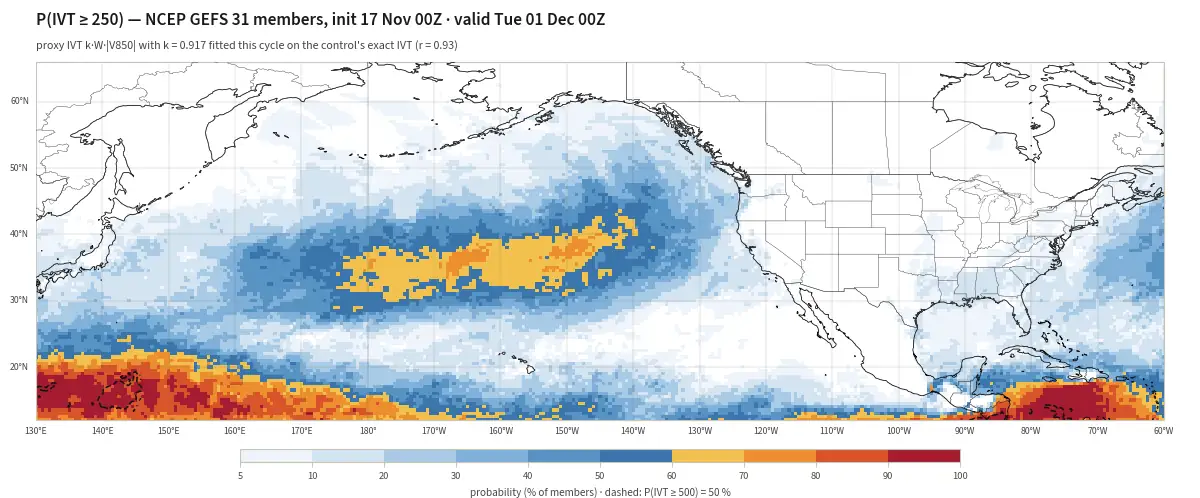 P(IVT ≥ 250) — NCEP GEFS 31 members, init 17 Nov 00Z · valid Tue 01 Dec 00Z
proxy IVT k·W·|V850| with k = 0.917 fitted this cycle on the control's exact IVT (r = 0.93)
60°N
50°N
40°N
30°N
20°N
130°E 140°E 150°E 160°E 170°E 180° 170°W 160°W 150°W 140°W 130°W 120°W 110°W 100°W 90°W 80°W 70°W 60°W
5 10 20 30 40 50 60 70 80 90 100
probability (% of members) · dashed: P(IVT ≥ 500) = 50 %